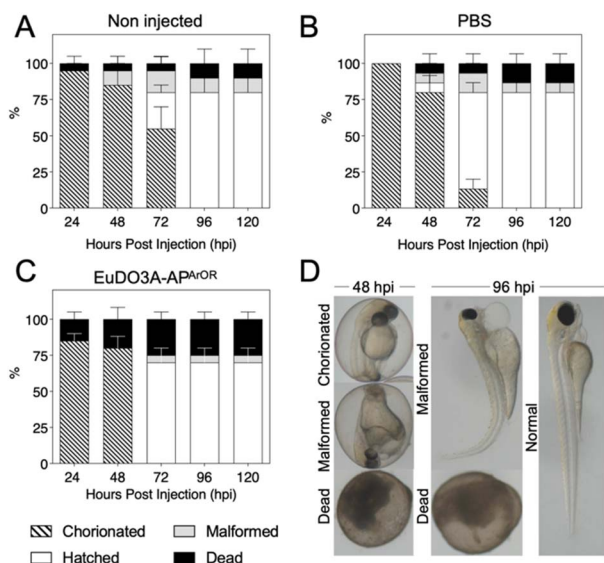 A
Non injected
%
100
75
50
25
0
24 48 72 96 120
Hours Post Injection (hpi)
B
PBS
%
100
75
50
25
0
24 48 72 96 120
Hours Post Injection (hpi)
C
EuDO3A-APArOR
%
100
75
50
25
0
24 48 72 96 120
Hours Post Injection (hpi)
Chorionated
Malformed
Hatched
Dead
D
48 hpi
96 hpi
Chorionated
Malformed
Dead
Malformed
Dead
Normal